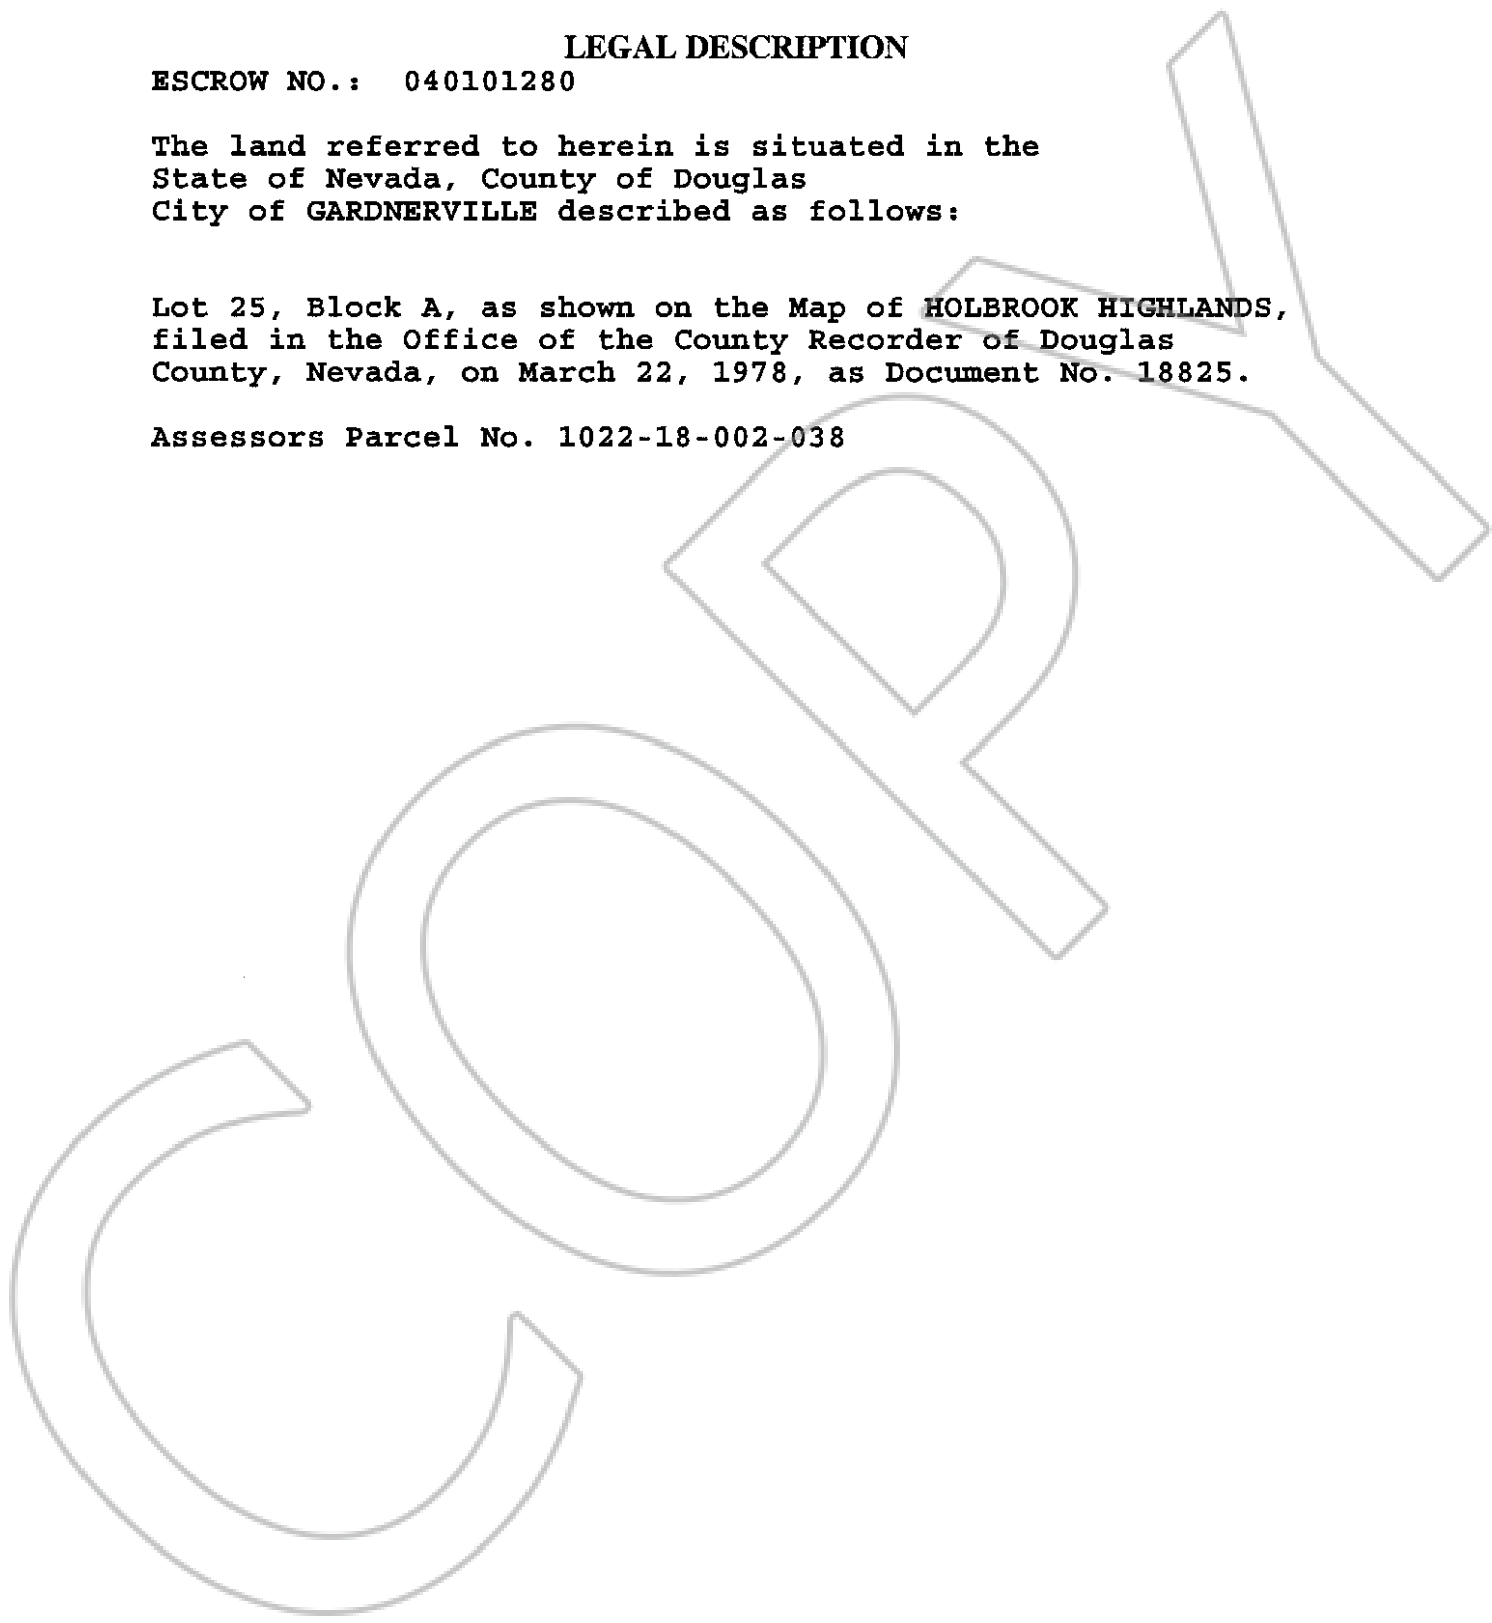 LEGAL DESCRIPTION
ESCROW NO.: 040101280
The land referred to herein is situated in the
State of Nevada, County of Douglas
City of GARDNERVILLE described as follows:
Lot 25, Block A, as shown on the Map of HOLBROOK HIGHLANDS,
filed in the Office of the County Recorder of Douglas
County, Nevada, on March 22, 1978, as Document No. 18825.
Assessors Parcel No. 1022-18-002-038
COPY